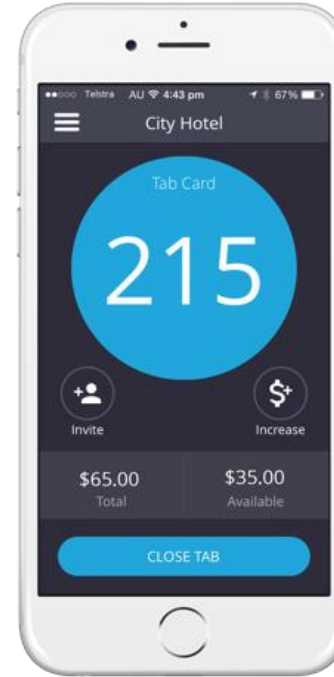 Telstra AU 4:43 pm 67%
City Hotel
Tab Card
215
Invite Increase
$65.00 $35.00
Total Available
CLOSE TAB